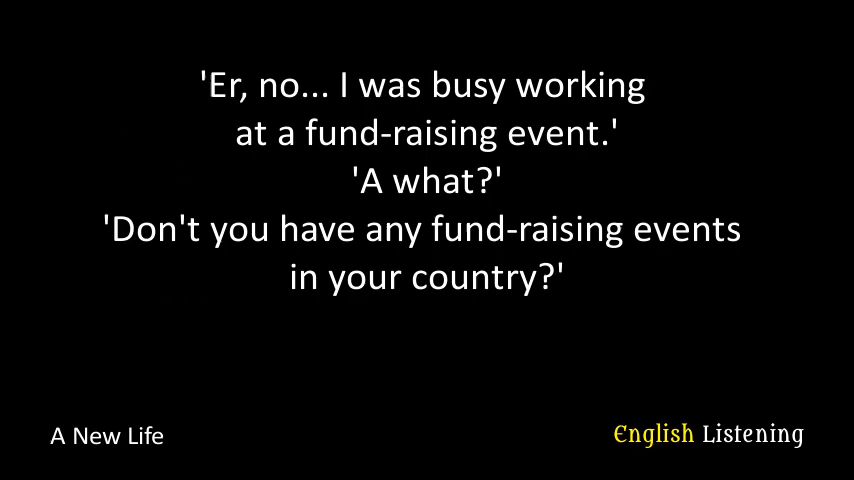 'Er, no... I was busy working
at a fund-raising event.'
'A what?'
'Don't you have any fund-raising events
in your country?'
A New Life
English Listening